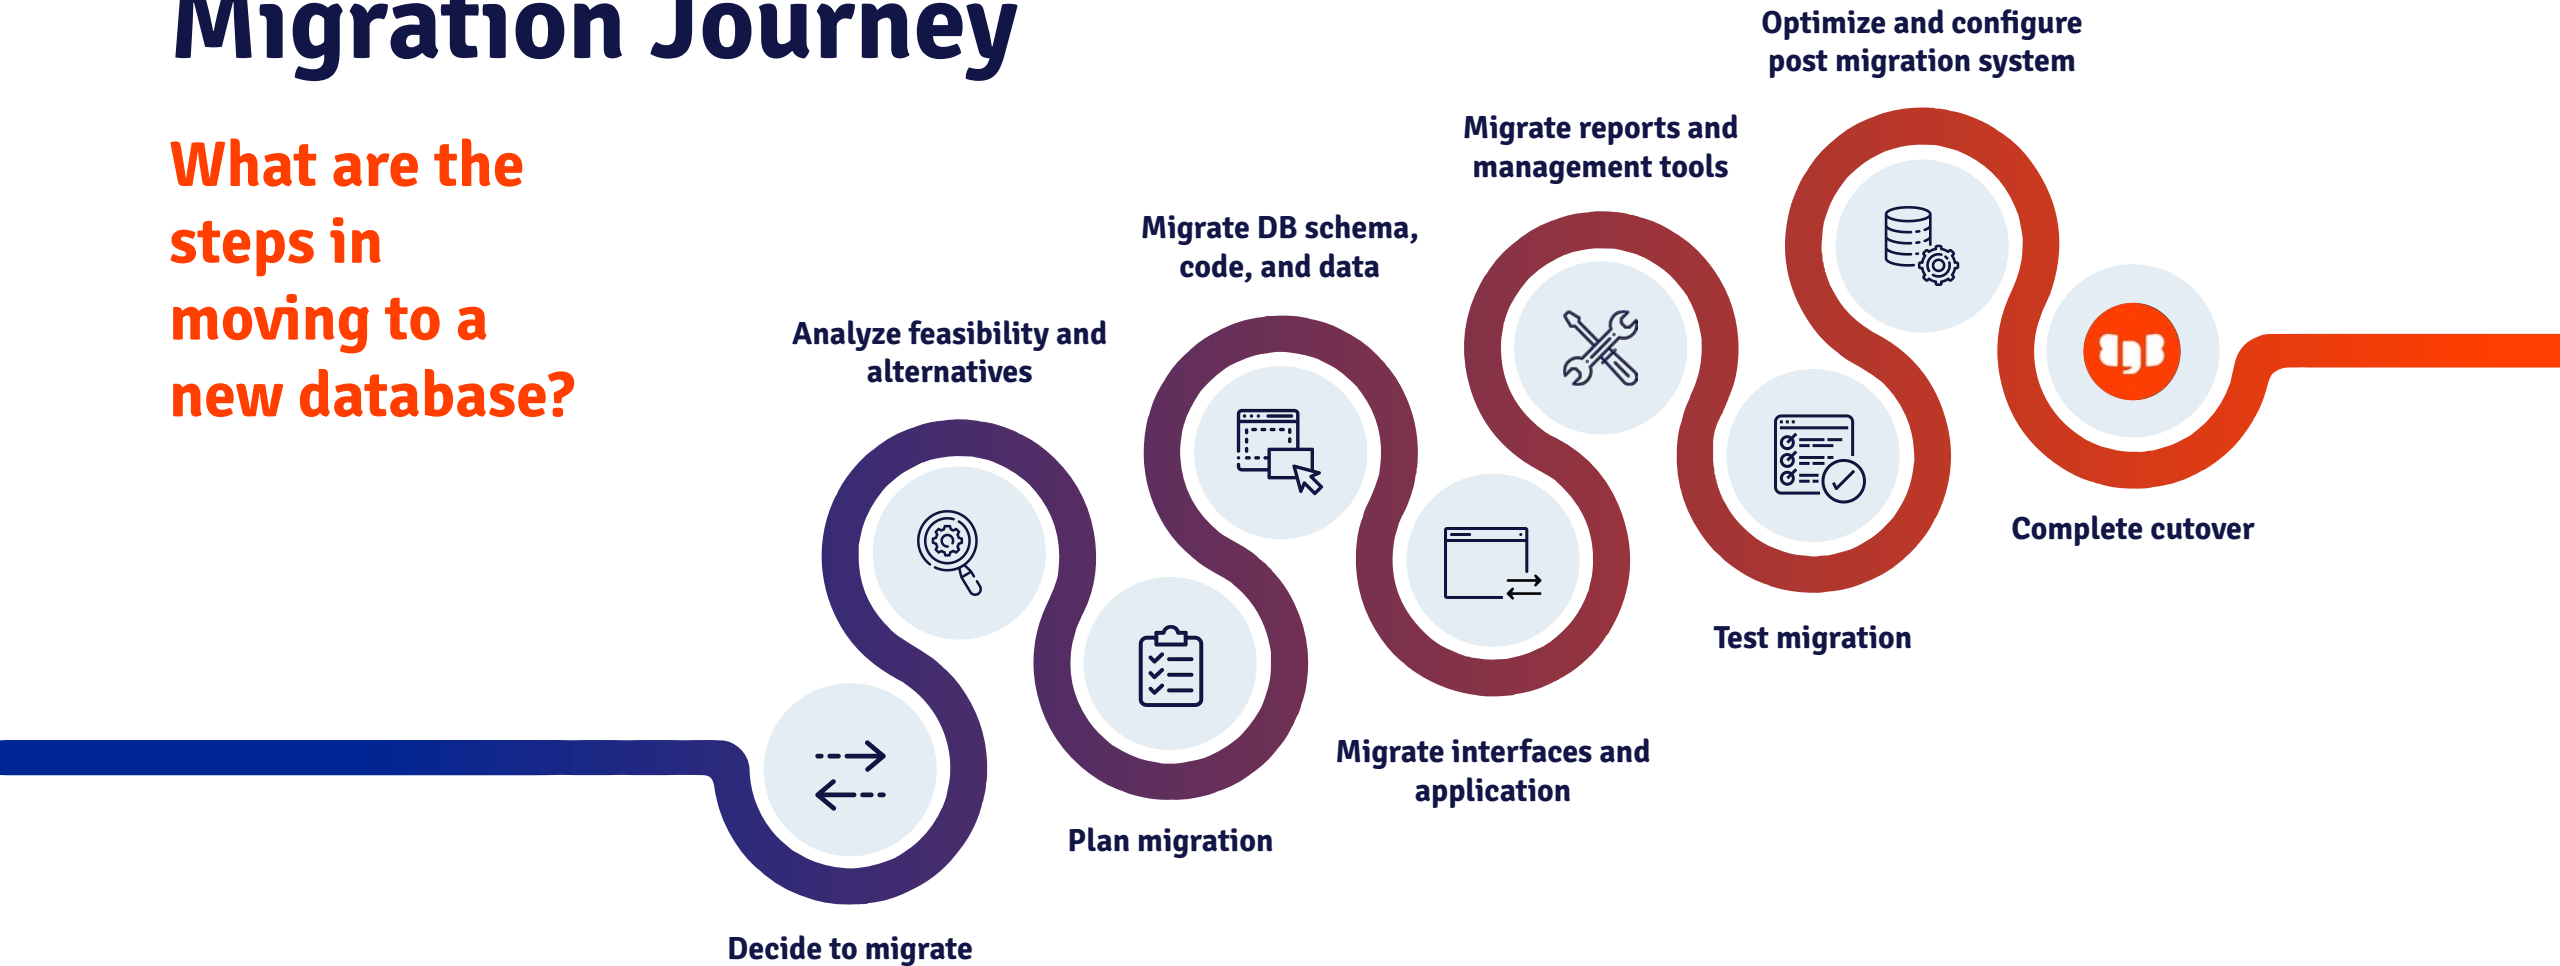 Migration Journey
What are the
steps in
moving to a
new database?
Decide to migrate
Analyze feasibility and
alternatives
Plan migration
Migrate DB schema,
code, and data
Migrate interfaces and
application
Migrate reports and
management tools
Test migration
Optimize and configure
post migration system
Complete cutover